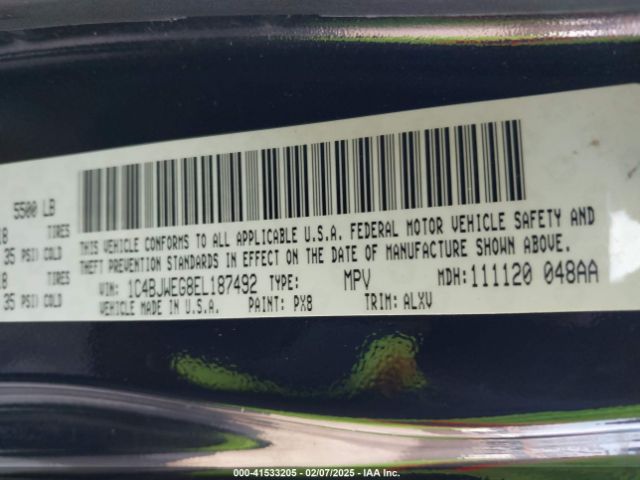 5500 LB
18 TIRES
35 PSI/COLD
18 TIRES
35 PSI/COLD
THIS VEHICLE CONFORMS TO ALL APPLICABLE U.S.A. FEDERAL MOTOR VEHICLE SAFETY AND
THEFT PREVENTION STANDARDS IN EFFECT ON THE DATE OF MANUFACTURE SHOWN ABOVE.
VIN: 1C4BJWEG8EL187492 TYPE: MPV MDH: 111120 048AA
VEHICLE MADE IN U.S.A. PAINT: PX8 TRIM: ALXV
000-41533205 - 02/07/2025 - IAA Inc.